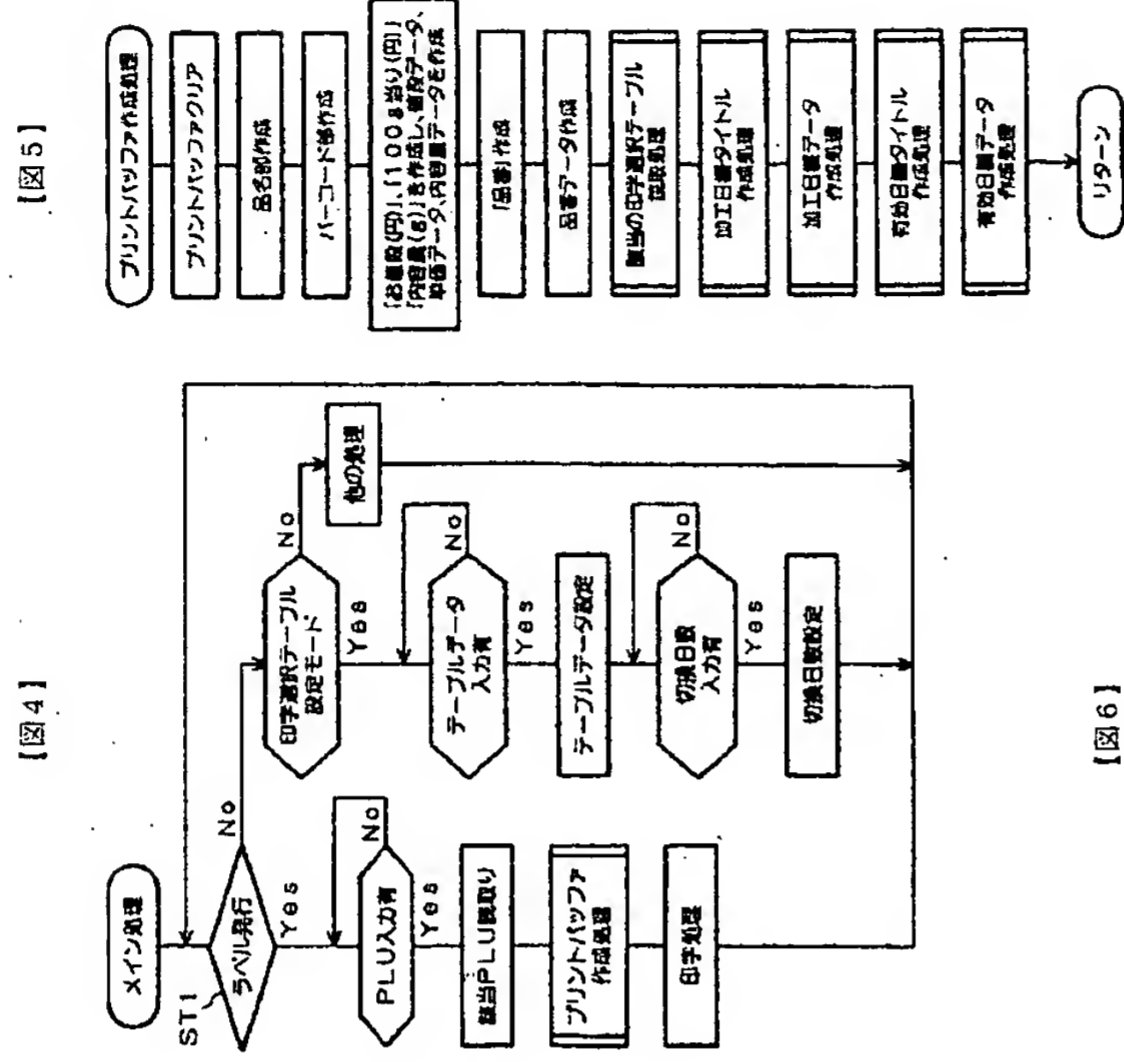 【図4】
メイン処理
ST1
ラベル発行
No
Yes
PLU入力有
No
Yes
該当PLU読取り
プリントバッファ
作成処理
印字処理
印字選択テーブル
設定モード
No
Yes
他の処理
テーブルデータ
入力有
No
Yes
テーブルデータ設定
切換日数
入力有
No
Yes
切換日数設定
【図5】
プリントバッファ作成処理
プリントバッファクリア
品名部作成
バーコード部作成
「お値段(円)」、「100g当り(円)」
「内容量(g)」を作成し、値段データ、
単価データ、内容量データを作成
「品番」作成
品番データ作成
該当の印字選択テーブル
読取処理
加工日層タイトル
作成処理
加工日層データ
作成処理
有効日層タイトル
作成処理
有効日層データ
作成処理
リターン
【図6】